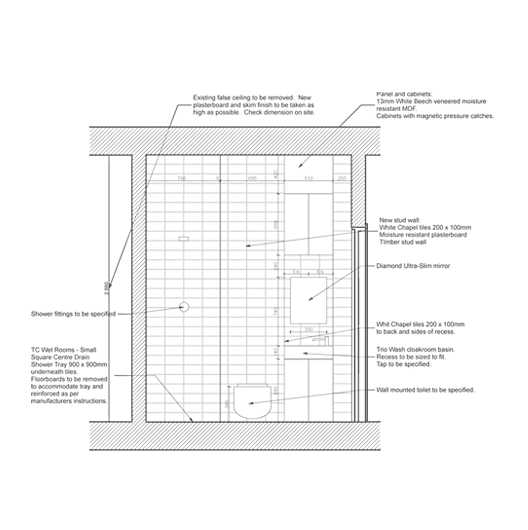 Existing false ceiling to be removed. New
plasterboard and skim finish to be taken as
high as possible. Check dimension on site.
Panel and cabinets:
13mm White Beech veneered moisture
resistant MDF.
Cabinets with magnetic pressure catches.
New stud wall:
White Chapel tiles 200 x 100mm
Moisture resistant plasterboard
TImber stud wall
Diamond Ultra-Slim mirror
Shower fittings to be specified
Whit Chapel tiles 200 x 100mm
to back and sides of recess.
TC Wet Rooms - Small
Square Centre Drain
Shower Tray 900 x 900mm
underneath tiles.
Floorboards to be removed
to accommodate tray and
reinforced as per
manufacturers instructions.
Trio Wash cloakroom basin.
Recess to be sized to fit.
Tap to be specified.
Wall mounted toilet to be specified.
510